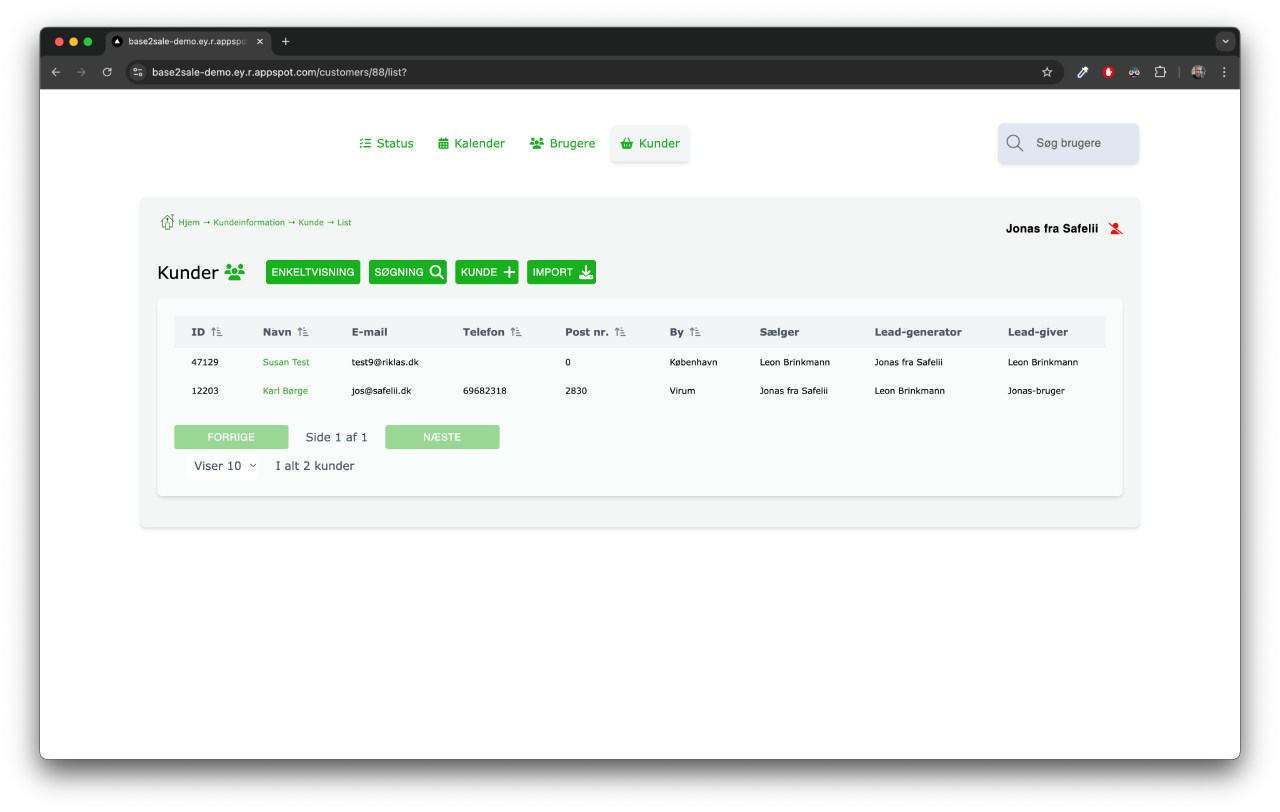 base2sale-demo.ey.r.appspo
base2sale-demo.ey.r.appspot.com/customers/88/list?
Status Kalender Brugere Kunder Søg brugere
Hjem → Kundeinformation → Kunde → List
Jonas fra Safelii
Kunder ENKELTVISNING SØGNING KUNDE IMPORT
ID Navn E-mail Telefon Post nr. By Sælger Lead-generator Lead-giver
47129 Susan Test test9@riklas.dk 0 København Leon Brinkmann Jonas fra Safelii Leon Brinkmann
12203 Karl Børge jos@safelii.dk 69682318 2830 Virum Jonas fra Safelii Leon Brinkmann Jonas-bruger
FORRIGE Side 1 af 1 NÆSTE
Viser 10 I alt 2 kunder